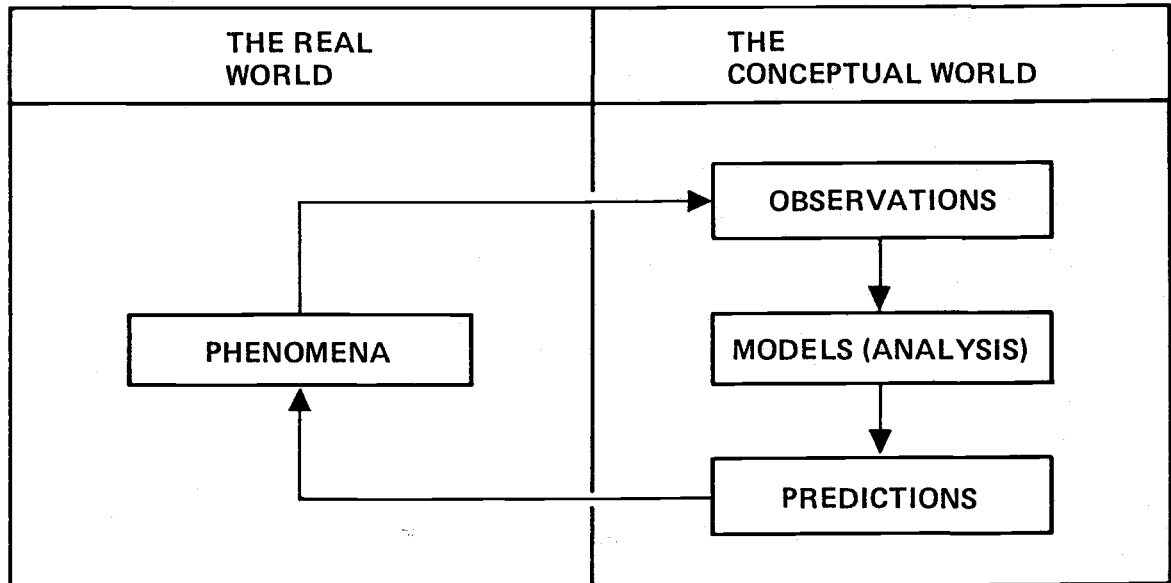 THE REAL
WORLD
THE
CONCEPTUAL WORLD
OBSERVATIONS
PHENOMENA
MODELS (ANALYSIS)
PREDICTIONS